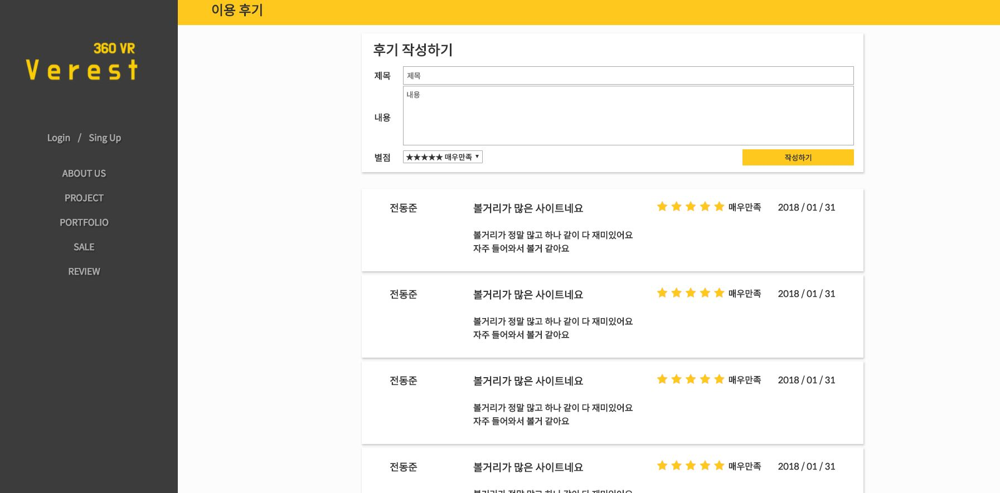 360 VR
Verest
Login / Sing Up
ABOUT US
PROJECT
PORTFOLIO
SALE
REVIEW
이용 후기
후기 작성하기
제목 제목
내용 내용
별점 ★★★★★ 매우만족 작성하기
전동준 볼거리가 많은 사이트네요 ★ ★ ★ ★ ★ 매우만족 2018 / 01 / 31
볼거리가 정말 많고 하나 같이 다 재미있어요
자주 들어와서 볼거 같아요
전동준 볼거리가 많은 사이트네요 ★ ★ ★ ★ ★ 매우만족 2018 / 01 / 31
볼거리가 정말 많고 하나 같이 다 재미있어요
자주 들어와서 볼거 같아요
전동준 볼거리가 많은 사이트네요 ★ ★ ★ ★ ★ 매우만족 2018 / 01 / 31
볼거리가 정말 많고 하나 같이 다 재미있어요
자주 들어와서 볼거 같아요
전동준 볼거리가 많은 사이트네요 ★ ★ ★ ★ ★ 매우만족 2018 / 01 / 31